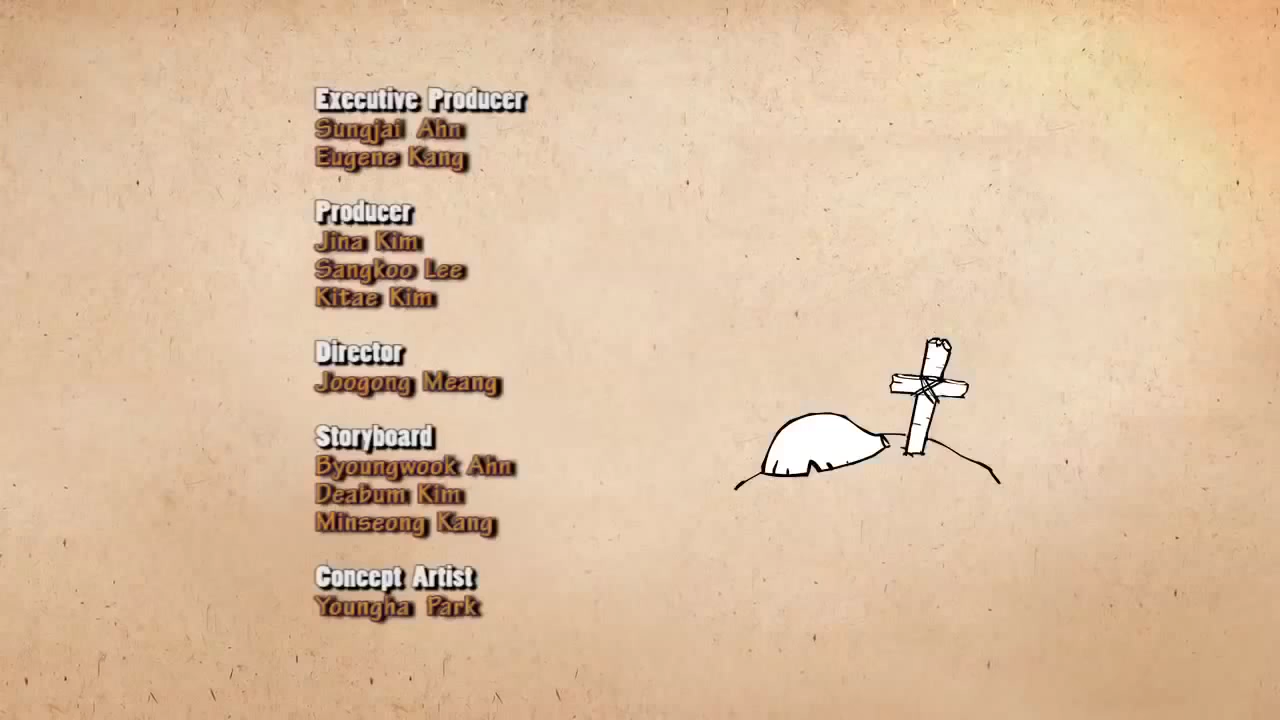 Executive Producer
Sungjai Ahn
Eugene Kang
Producer
Jina Kim
Sangkoo Lee
Kitae Kim
Director
Joogong Meang
Storyboard
Byoungwook Ahn
Deabum Kim
Minseong Kang
Concept Artist
Youngha Park